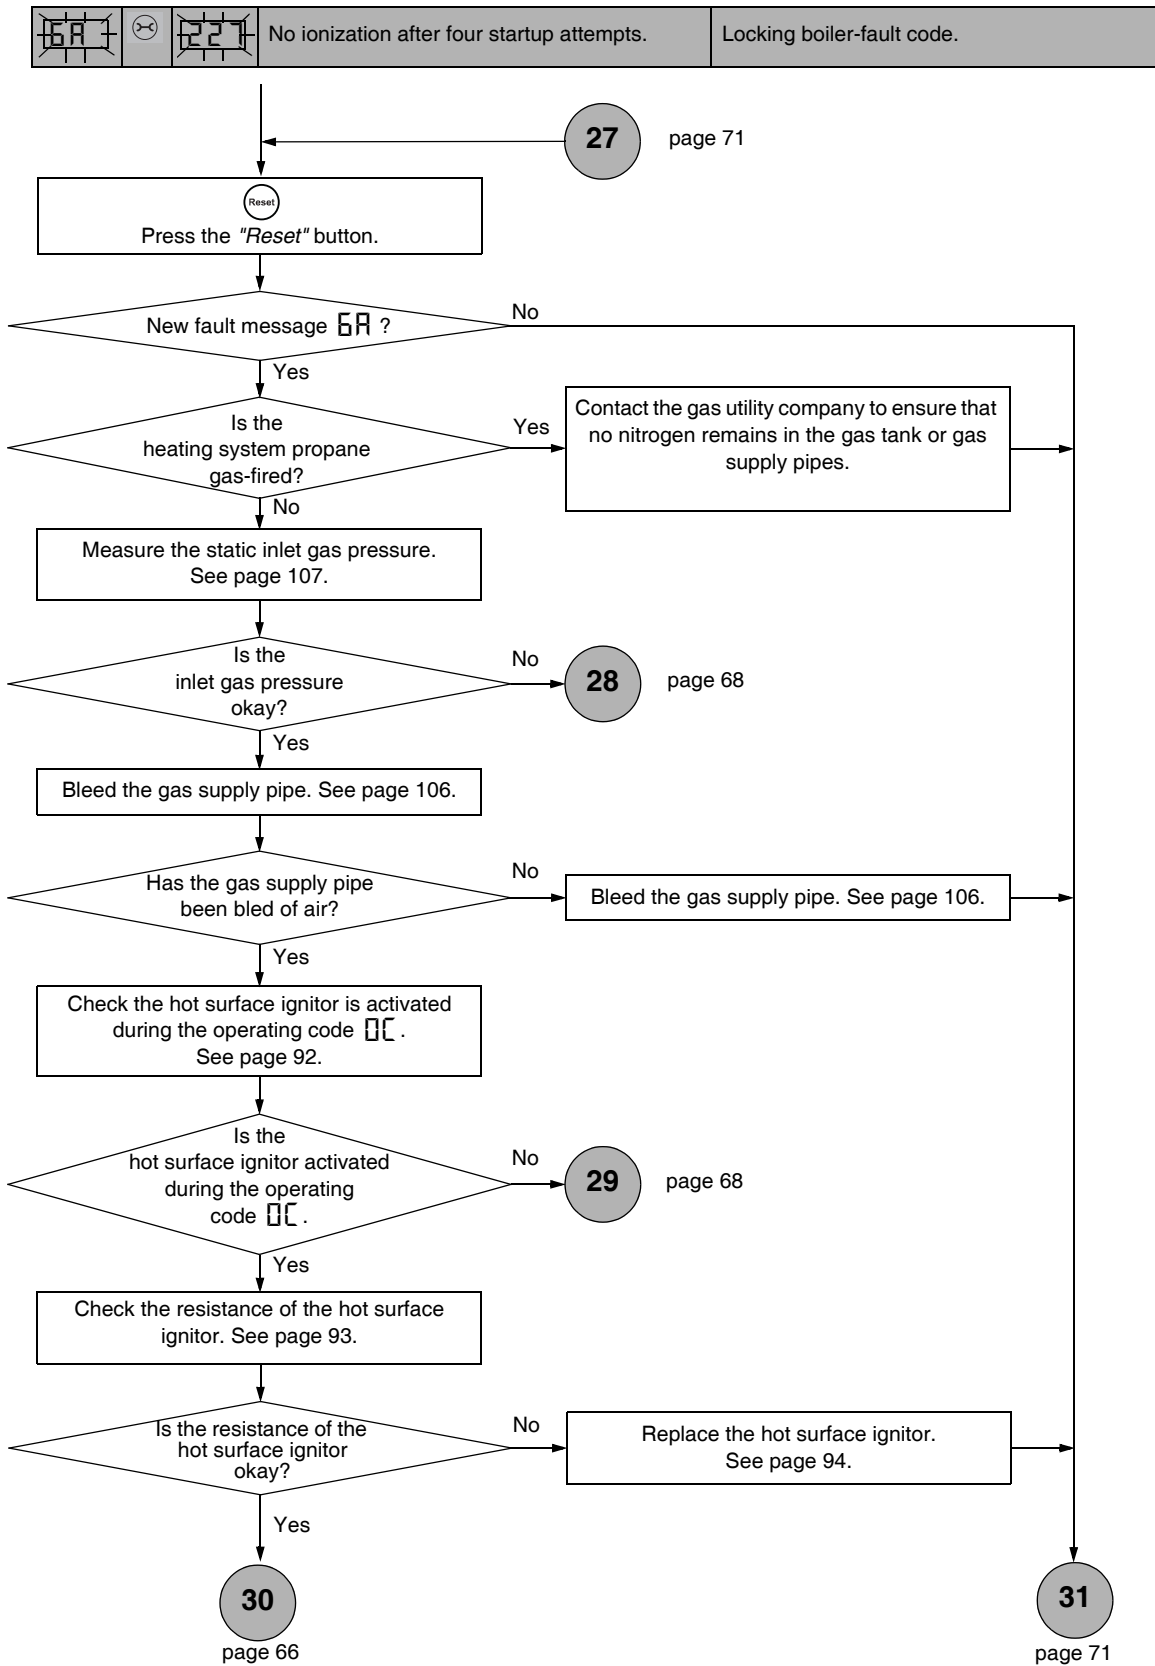 6A 227 No ionization after four startup attempts. Locking boiler-fault code.
27 page 71
Reset
Press the "Reset" button.
New fault message 6A ?
No
Yes
Is the
heating system propane
gas-fired?
Yes
Contact the gas utility company to ensure that
no nitrogen remains in the gas tank or gas
supply pipes.
No
Measure the static inlet gas pressure.
See page 107.
Is the
inlet gas pressure
okay?
No
28 page 68
Yes
Bleed the gas supply pipe. See page 106.
Has the gas supply pipe
been bled of air?
No
Bleed the gas supply pipe. See page 106.
Yes
Check the hot surface ignitor is activated
during the operating code 0C .
See page 92.
Is the
hot surface ignitor activated
during the operating
code 0C .
No
29 page 68
Yes
Check the resistance of the hot surface
ignitor. See page 93.
Is the resistance of the
hot surface ignitor
okay?
No
Replace the hot surface ignitor.
See page 94.
Yes
30
page 66
31
page 71